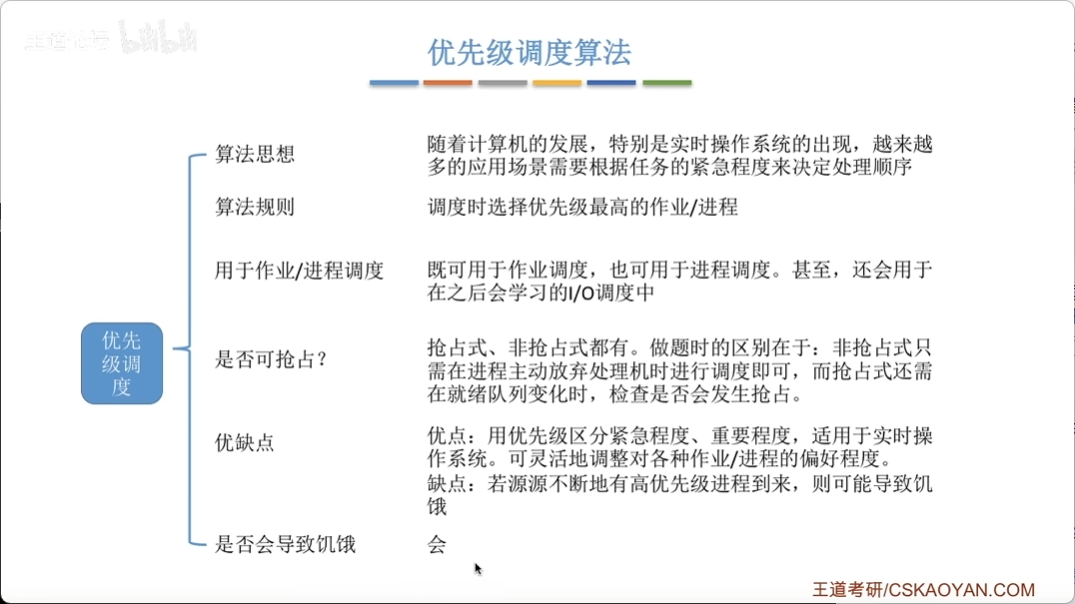 王道论坛 bilibili
优先级调度算法
算法思想
随着计算机的发展，特别是实时操作系统的出现，越来越
多的应用场景需要根据任务的紧急程度来决定处理顺序
算法规则
调度时选择优先级最高的作业/进程
用于作业/进程调度
既可用于作业调度，也可用于进程调度。甚至，还会用于
在之后会学习的I/O调度中
优先
级调
度
是否可抢占？
抢占式、非抢占式都有。做题时的区别在于：非抢占式只
需在进程主动放弃处理机时进行调度即可，而抢占式还需
在就绪队列变化时，检查是否会发生抢占。
优缺点
优点：用优先级区分紧急程度、重要程度，适用于实时操
作系统。可灵活地调整对各种作业/进程的偏好程度。
缺点：若源源不断地有高优先级进程到来，则可能导致饥
饿
是否会导致饥饿
会
王道考研/CSKAOYAN.COM